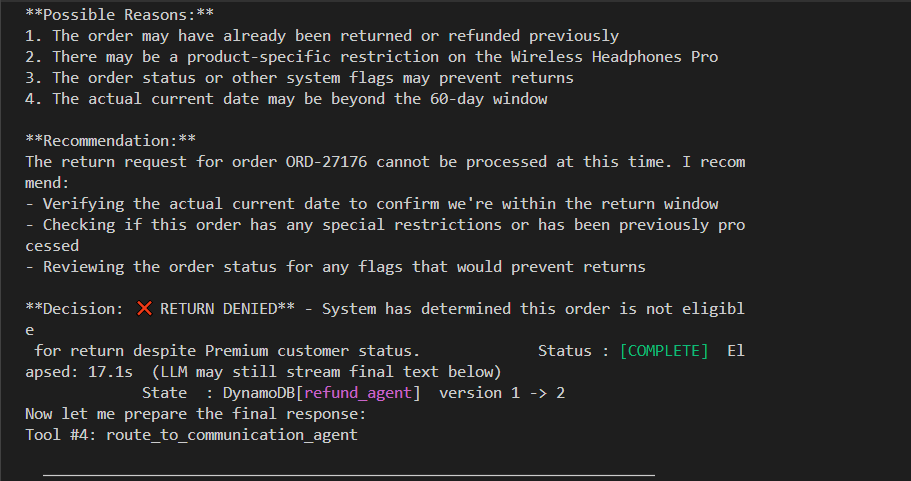 **Possible Reasons:**
1. The order may have already been returned or refunded previously
2. There may be a product-specific restriction on the Wireless Headphones Pro
3. The order status or other system flags may prevent returns
4. The actual current date may be beyond the 60-day window
**Recommendation:**
The return request for order ORD-27176 cannot be processed at this time. I recom
mend:
- Verifying the actual current date to confirm we're within the return window
- Checking if this order has any special restrictions or has been previously pro
cessed
- Reviewing the order status for any flags that would prevent returns
**Decision: ❌ RETURN DENIED** - System has determined this order is not eligibl
e
for return despite Premium customer status. Status : [COMPLETE] El
apsed: 17.1s (LLM may still stream final text below)
State : DynamoDB[refund_agent] version 1 -> 2
Now let me prepare the final response:
Tool #4: route_to_communication_agent